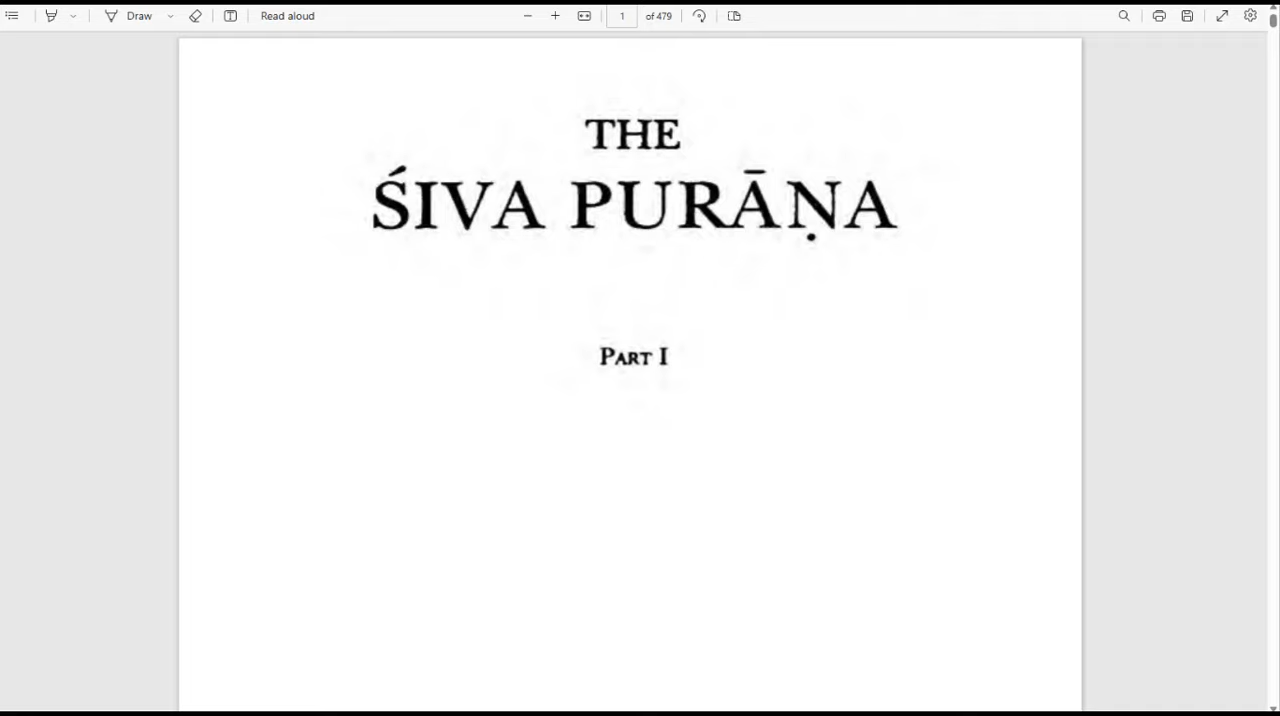 Draw
Read aloud
1 of 479
THE
ŚIVA PURĀṆA
PART I